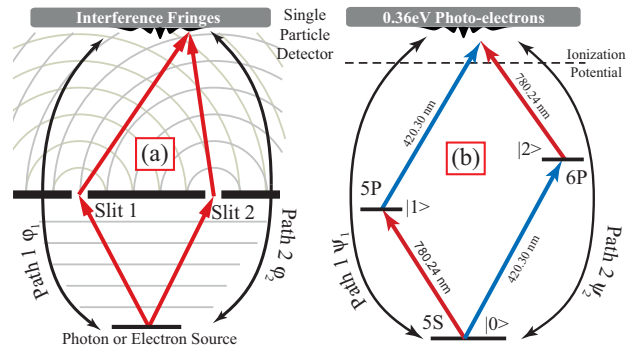 Interference Fringes
Single
Particle
Detector
(a)
Slit 1
Slit 2
Path 1 φ₁
Path 2 φ₂
Photon or Electron Source
0.36eV Photo-electrons
Ionization
Potential
420.30 nm
780.24 nm
(b)
|2>
6P
5P
|1>
780.24 nm
420.30 nm
Path 1 ψ₁
Path 2 ψ₂
5S
|0>